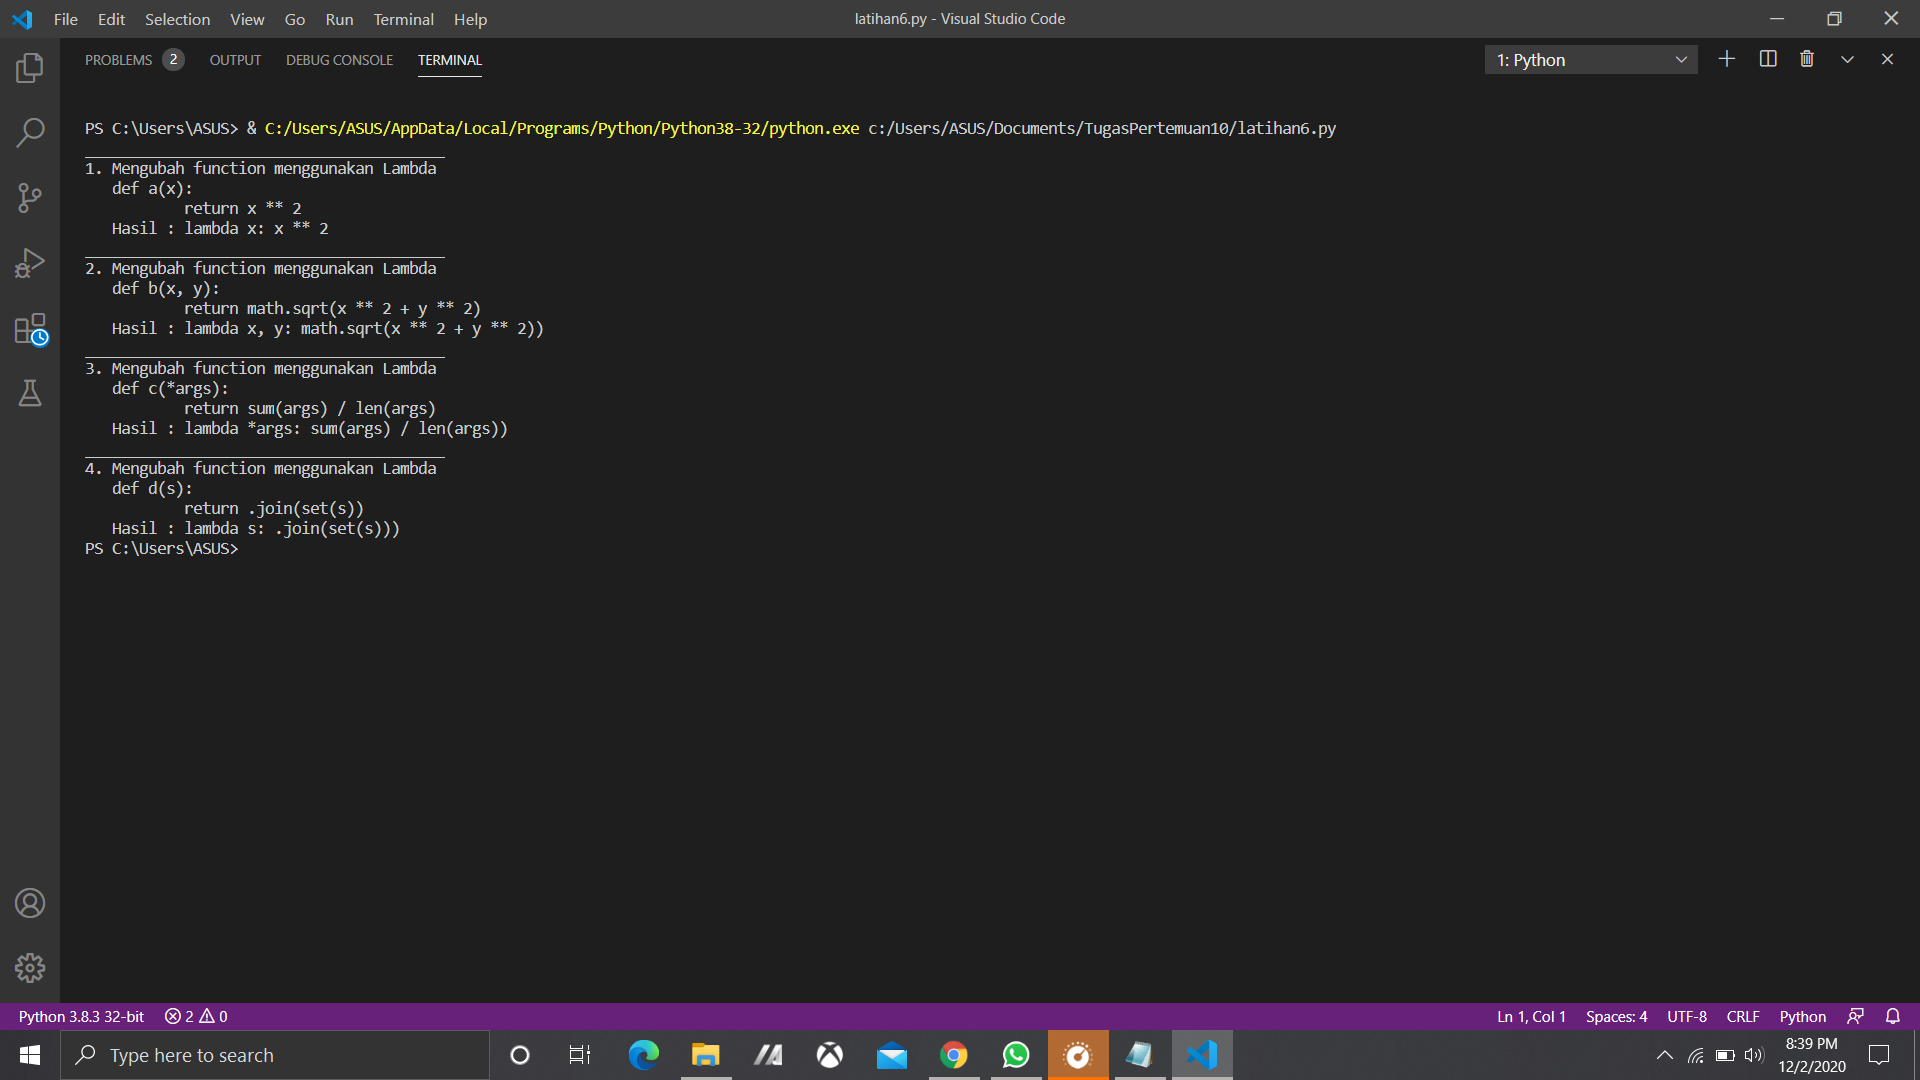 File Edit Selection View Go Run Terminal Help
latihan6.py - Visual Studio Code
PROBLEMS 2 OUTPUT DEBUG CONSOLE TERMINAL
1: Python
PS C:\Users\ASUS> & C:/Users/ASUS/AppData/Local/Programs/Python/Python38-32/python.exe c:/Users/ASUS/Documents/TugasPertemuan10/latihan6.py
________________________________________
1. Mengubah function menggunakan Lambda
   def a(x):
           return x ** 2
   Hasil : lambda x: x ** 2
________________________________________
2. Mengubah function menggunakan Lambda
   def b(x, y):
           return math.sqrt(x ** 2 + y ** 2)
   Hasil : lambda x, y: math.sqrt(x ** 2 + y ** 2))
________________________________________
3. Mengubah function menggunakan Lambda
   def c(*args):
           return sum(args) / len(args)
   Hasil : lambda *args: sum(args) / len(args))
________________________________________
4. Mengubah function menggunakan Lambda
   def d(s):
           return .join(set(s))
   Hasil : lambda s: .join(set(s)))
PS C:\Users\ASUS>
Python 3.8.3 32-bit 2 0
Ln 1, Col 1 Spaces: 4 UTF-8 CRLF Python
Type here to search
8:39 PM
12/2/2020